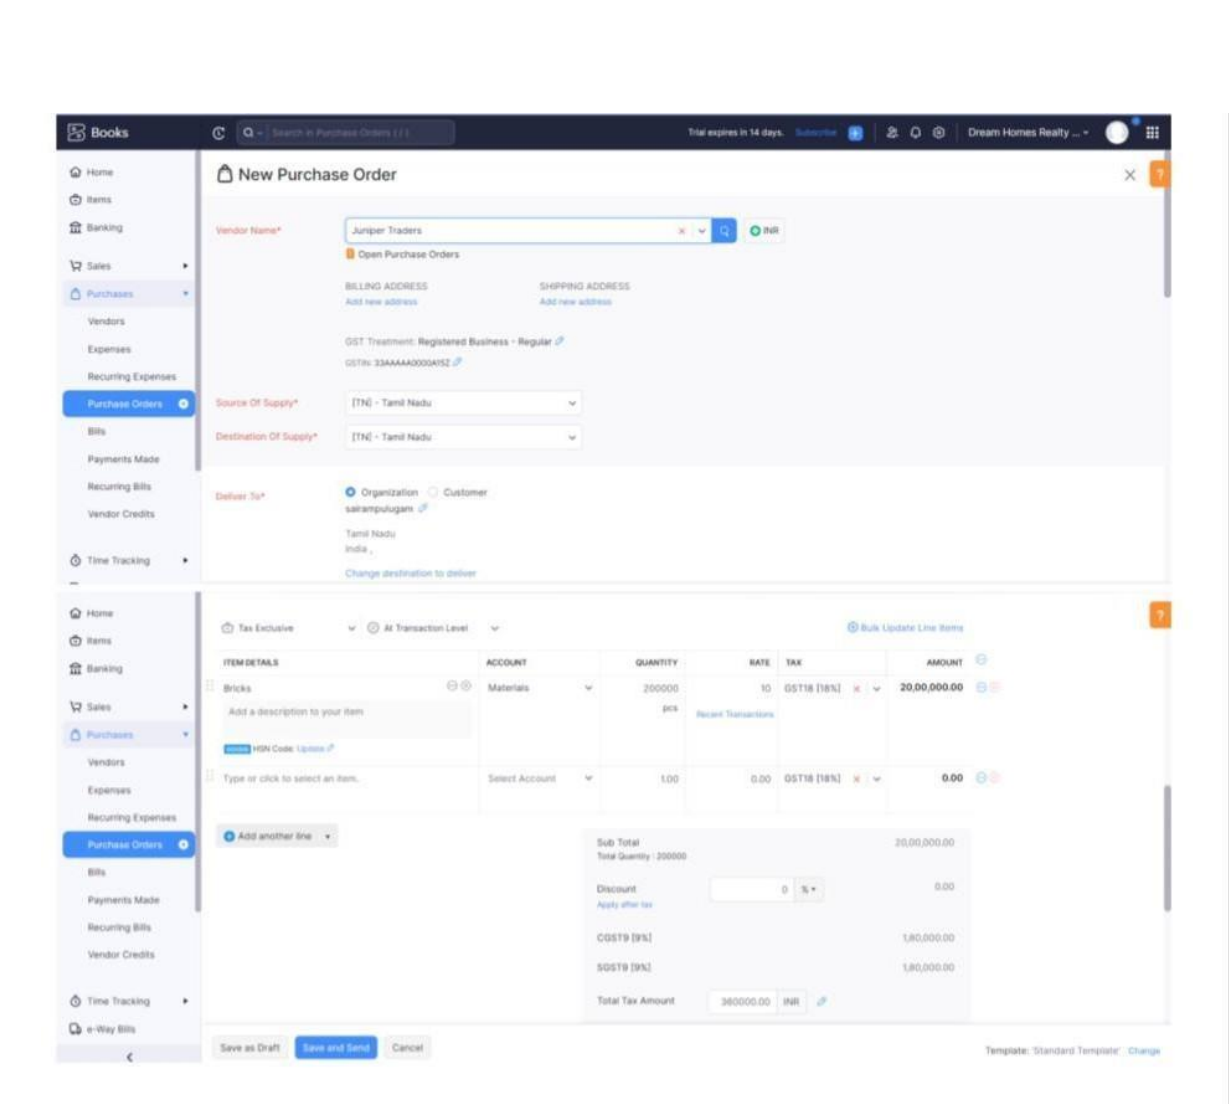 Books
Search in Purchase Orders ( / )
Trial expires in 14 days.
Subscribe
Dream Homes Realty ...
Home
Items
Banking
Sales
Purchases
Vendors
Expenses
Recurring Expenses
Purchase Orders
Bills
Payments Made
Recurring Bills
Vendor Credits
Time Tracking
New Purchase Order
?
Vendor Name*
Juniper Traders
INR
Open Purchase Orders
BILLING ADDRESS
Add new address
SHIPPING ADDRESS
Add new address
GST Treatment: Registered Business - Regular
GSTIN: 33AAAAA0000A15Z
Source Of Supply*
[TN] - Tamil Nadu
Destination Of Supply*
[TN] - Tamil Nadu
Deliver To*
Organization
Customer
sairampulugam
Tamil Nadu
India ,
Change destination to deliver
Home
Items
Banking
Sales
Purchases
Vendors
Expenses
Recurring Expenses
Purchase Orders
Bills
Payments Made
Recurring Bills
Vendor Credits
Time Tracking
e-Way Bills
?
Tax Exclusive
At Transaction Level
Bulk Update Line Items
ITEM DETAILS ACCOUNT QUANTITY RATE TAX AMOUNT
Bricks Materials 200000 10 GST18 [18%] 20,00,000.00
Add a description to your item
pcs
Recent Transactions
GOODS HSN Code: Update
Type or click to select an item. Select Account 1.00 0.00 GST18 [18%] 0.00
Add another line
Sub Total 20,00,000.00
Total Quantity : 200000
Discount 0 % 0.00
Apply after tax
CGST9 [9%] 1,80,000.00
SGST9 [9%] 1,80,000.00
Total Tax Amount 360000.00 INR
Save as Draft
Save and Send
Cancel
Template: 'Standard Template' Change